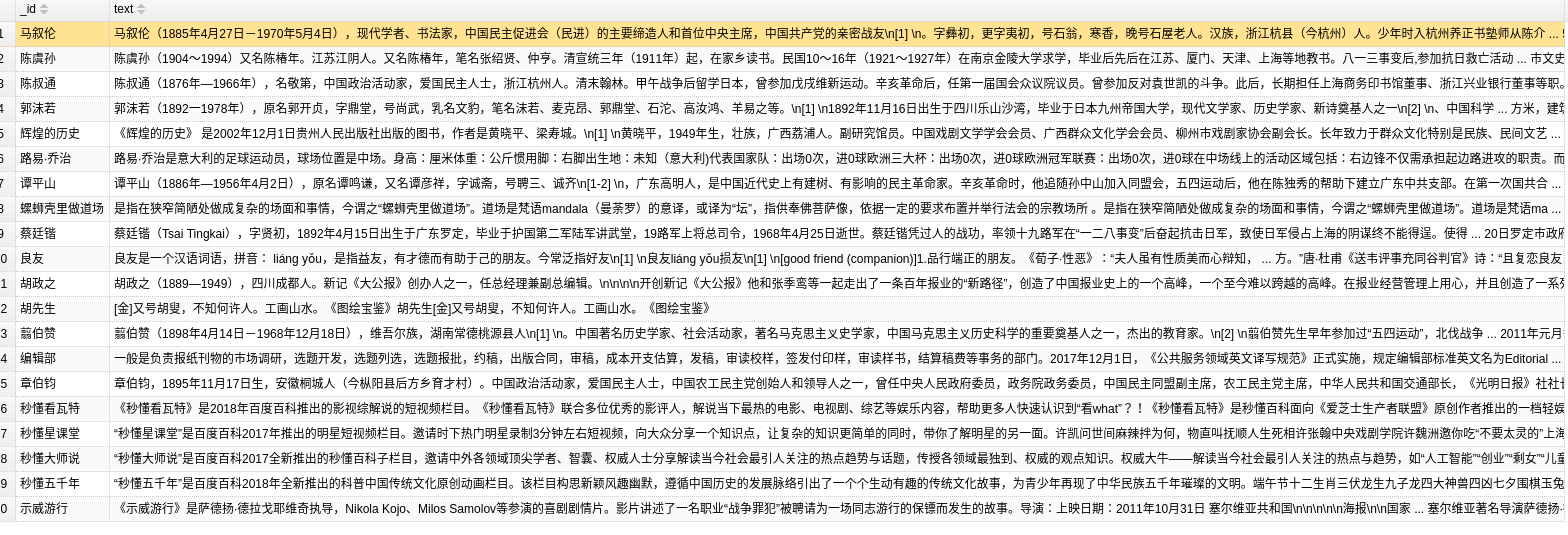 _id text
1 马叙伦 马叙伦（1885年4月27日－1970年5月4日），现代学者、书法家，中国民主促进会（民进）的主要缔造人和首位中央主席，中国共产党的亲密战友\n[1] \n。字彝初，更字夷初，号石翁，寒香，晚号石屋老人。汉族，浙江杭县（今杭州）人。少年时入杭州养正书塾师从陈介 ...
2 陈虞孙 陈虞孙（1904～1994）又名陈椿年。江苏江阴人。又名陈椿年，笔名张绍贤、仲亨。清宣统三年（1911年）起，在家乡读书。民国10～16年（1921～1927年）在南京金陵大学求学，毕业后先后在江苏、厦门、天津、上海等地教书。八一三事变后,参加抗日救亡活动 ... 市文史
3 陈叔通 陈叔通（1876年—1966年），名敬第，中国政治活动家，爱国民主人士，浙江杭州人。清末翰林。甲午战争后留学日本，曾参加戊戌维新运动。辛亥革命后，任第一届国会众议院议员。曾参加反对袁世凯的斗争。此后，长期担任上海商务印书馆董事、浙江兴业银行董事等职。
4 郭沫若 郭沫若（1892一1978年），原名郭开贞，字鼎堂，号尚武，乳名文豹，笔名沫若、麦克昂、郭鼎堂、石沱、高汝鸿、羊易之等。\n[1] \n1892年11月16日出生于四川乐山沙湾，毕业于日本九州帝国大学，现代文学家、历史学家、新诗奠基人之一\n[2] \n、中国科学 ... 方米，建筑
5 辉煌的历史 《辉煌的历史》 是2002年12月1日贵州人民出版社出版的图书，作者是黄晓平、梁寿城。\n[1] \n黄晓平，1949年生，壮族，广西荔浦人。副研究馆员。中国戏剧文学学会会员、广西群众文化学会会员、柳州市戏剧家协会副会长。长年致力于群众文化特别是民族、民间文艺 ...
6 路易·乔治 路易·乔治是意大利的足球运动员，球场位置是中场。身高：厘米体重：公斤惯用脚：右脚出生地：未知（意大利)代表国家队：出场0次，进0球欧洲三大杯：出场0次，进0球欧洲冠军联赛：出场0次，进0球在中场线上的活动区域包括：右边锋不仅需承担起边路进攻的职责。而
7 谭平山 谭平山（1886年—1956年4月2日），原名谭鸣谦，又名谭彦祥，字诚斋，号聘三、诚齐\n[1-2] \n，广东高明人，是中国近代史上有建树、有影响的民主革命家。辛亥革命时，他追随孙中山加入同盟会，五四运动后，他在陈独秀的帮助下建立广东中共支部。在第一次国共合 ...
8 螺蛳壳里做道场 是指在狭窄简陋处做成复杂的场面和事情，今谓之“螺蛳壳里做道场”。道场是梵语mandala（曼荼罗）的意译，或译为“坛”，指供奉佛菩萨像，依据一定的要求布置并举行法会的宗教场所 。是指在狭窄简陋处做成复杂的场面和事情，今谓之“螺蛳壳里做道场”。道场是梵语ma ...
9 蔡廷锴 蔡廷锴（Tsai Tingkai），字贤初，1892年4月15日出生于广东罗定，毕业于护国第二军陆军讲武堂，19路军上将总司令，1968年4月25日逝世。蔡廷锴凭过人的战功，率领十九路军在“一二八事变”后奋起抗击日军，致使日军侵占上海的阴谋终不能得逞。使得 ... 20日罗定市政府
0 良友 良友是一个汉语词语，拼音： liáng yǒu，是指益友，有才德而有助于己的朋友。今常泛指好友\n[1] \n良友liáng yǒu损友\n[1] \n[good friend (companion)]1.品行端正的朋友。《荀子·性恶》：“夫人虽有性质美而心辩知， ... 方。”唐·杜甫《送韦评事充同谷判官》诗：“且复恋良友
1 胡政之 胡政之（1889—1949），四川成都人。新记《大公报》创办人之一，任总经理兼副总编辑。\n\n\n\n开创新记《大公报》他和张季鸾等一起走出了一条百年报业的“新路径”，创造了中国报业史上的一个高峰，一个至今难以跨越的高峰。在报业经营管理上用心，并且创造了一系列
2 胡先生 [金]又号胡叟，不知何许人。工画山水。《图绘宝鉴》胡先生[金]又号胡叟，不知何许人。工画山水。《图绘宝鉴》
3 翦伯赞 翦伯赞（1898年4月14日－1968年12月18日），维吾尔族，湖南常德桃源县人\n[1] \n。中国著名历史学家、社会活动家，著名马克思主义史学家，中国马克思主义历史科学的重要奠基人之一，杰出的教育家。\n[2] \n翦伯赞先生早年参加过“五四运动”，北伐战争 ... 2011年元月
4 编辑部 一般是负责报纸刊物的市场调研，选题开发，选题列选，选题报批，约稿，出版合同，审稿，成本开支估算，发稿，审读校样，签发付印样，审读样书，结算稿费等事务的部门。2017年12月1日，《公共服务领域英文译写规范》正式实施，规定编辑部标准英文名为Editorial ...
5 章伯钧 章伯钧，1895年11月17日生，安徽桐城人（今枞阳县后方乡育才村）。中国政治活动家，爱国民主人士，中国农工民主党创始人和领导人之一，曾任中央人民政府委员，政务院政务委员，中国民主同盟副主席，农工民主党主席，中华人民共和国交通部长，《光明日报》社社长
6 秒懂看瓦特 《秒懂看瓦特》是2018年百度百科推出的影视综解说的短视频栏目。《秒懂看瓦特》联合多位优秀的影评人，解说当下最热的电影、电视剧、综艺等娱乐内容，帮助更多人快速认识到“看what”？！《秒懂看瓦特》是秒懂百科面向《爱芝士生产者联盟》原创作者推出的一档轻娱
7 秒懂星课堂 “秒懂星课堂”是百度百科2017年推出的明星短视频栏目。邀请时下热门明星录制3分钟左右短视频，向大众分享一个知识点，让复杂的知识更简单的同时，带你了解明星的另一面。许凯问世间麻辣拌为何，物直叫抚顺人生死相许张翰中央戏剧学院许魏洲邀你吃“不要太灵的”上海
8 秒懂大师说 “秒懂大师说”是百度百科2017全新推出的秒懂百科子栏目，邀请中外各领域顶尖学者、智囊、权威人士分享解读当今社会最引人关注的热点趋势与话题，传授各领域最独到、权威的观点知识。权威大牛——解读当今社会最引人关注的热点与趋势，如“人工智能”“创业”“剩女”“儿童
9 秒懂五千年 “秒懂五千年”是百度百科2018年全新推出的科普中国传统文化原创动画栏目。该栏目构思新颖风趣幽默，遵循中国历史的发展脉络引出了一个个生动有趣的传统文化故事，为青少年再现了中华民族五千年璀璨的文明。端午节十二生肖三伏龙生九子龙四大神兽四凶七夕围棋玉兔
0 示威游行 《示威游行》是萨德扬·德拉戈耶维奇执导，Nikola Kojo、Milos Samolov等参演的喜剧剧情片。影片讲述了一名职业“战争罪犯”被聘请为一场同志游行的保镖而发生的故事。导演：上映日期：2011年10月31日 塞尔维亚共和国\n\n\n\n\n海报\n\n国家 ... 塞尔维亚著名导演萨德扬·